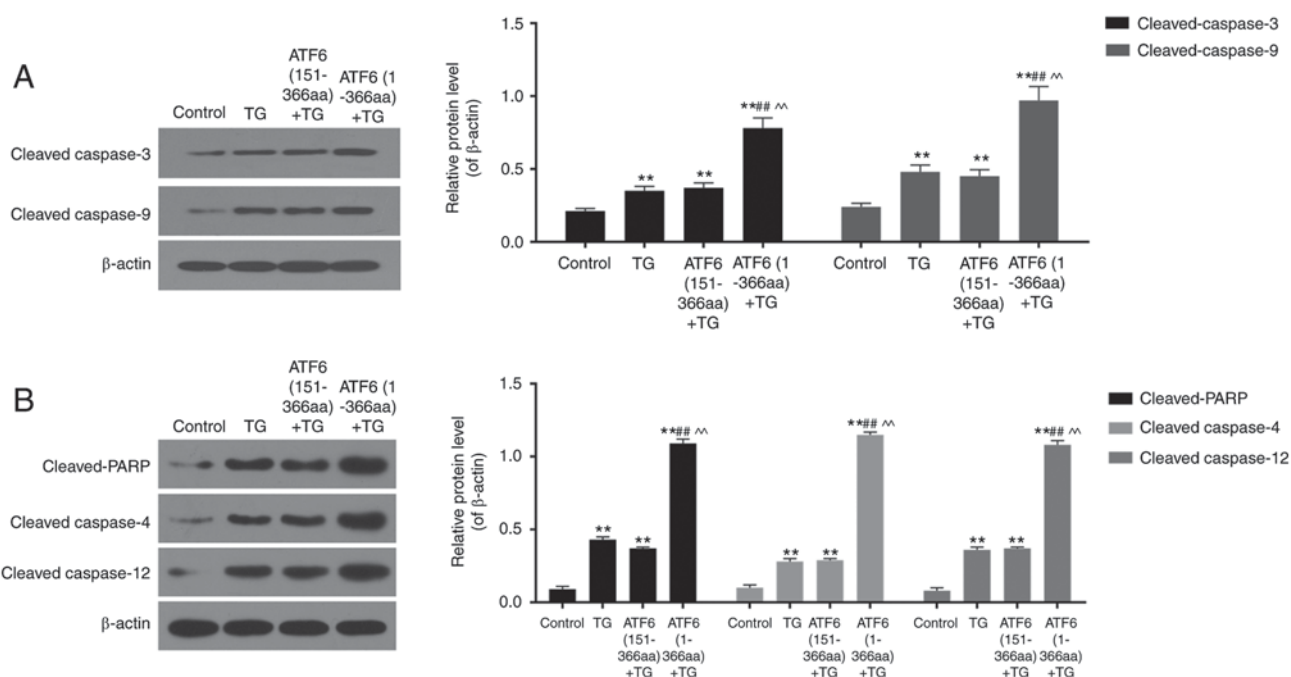 A
Control
TG
ATF6
(151-
366aa)
+TG
ATF6 (1
-366aa)
+TG
Cleaved caspase-3
Cleaved caspase-9
β-actin
Relative protein level
(of β-actin)
1.5
1.0
0.5
0.0
**
**
**## ^^
**
**
**## ^^
Control
TG
ATF6
(151-
366aa)
+TG
ATF6 (1
-366aa)
+TG
Control
TG
ATF6
(151-
366aa)
+TG
ATF6 (1
-366aa)
+TG
Cleaved-caspase-3
Cleaved-caspase-9
B
Control
TG
ATF6
(151-
366aa)
+TG
ATF6 (1
-366aa)
+TG
Cleaved-PARP
Cleaved caspase-4
Cleaved caspase-12
β-actin
Relative protein level
(of β-actin)
1.5
1.0
0.5
0.0
**
**
**## ^^
**
**
**## ^^
**
**
**## ^^
Control
TG
ATF6
(151-
366aa)
+TG
ATF6
(1-
366aa)
+TG
Control
TG
ATF6
(151-
366aa)
+TG
ATF6
(1-
366aa)
+TG
Control
TG
ATF6
(151-
366aa)
+TG
ATF6
(1-
366aa)
+TG
Cleaved-PARP
Cleaved caspase-4
Cleaved caspase-12